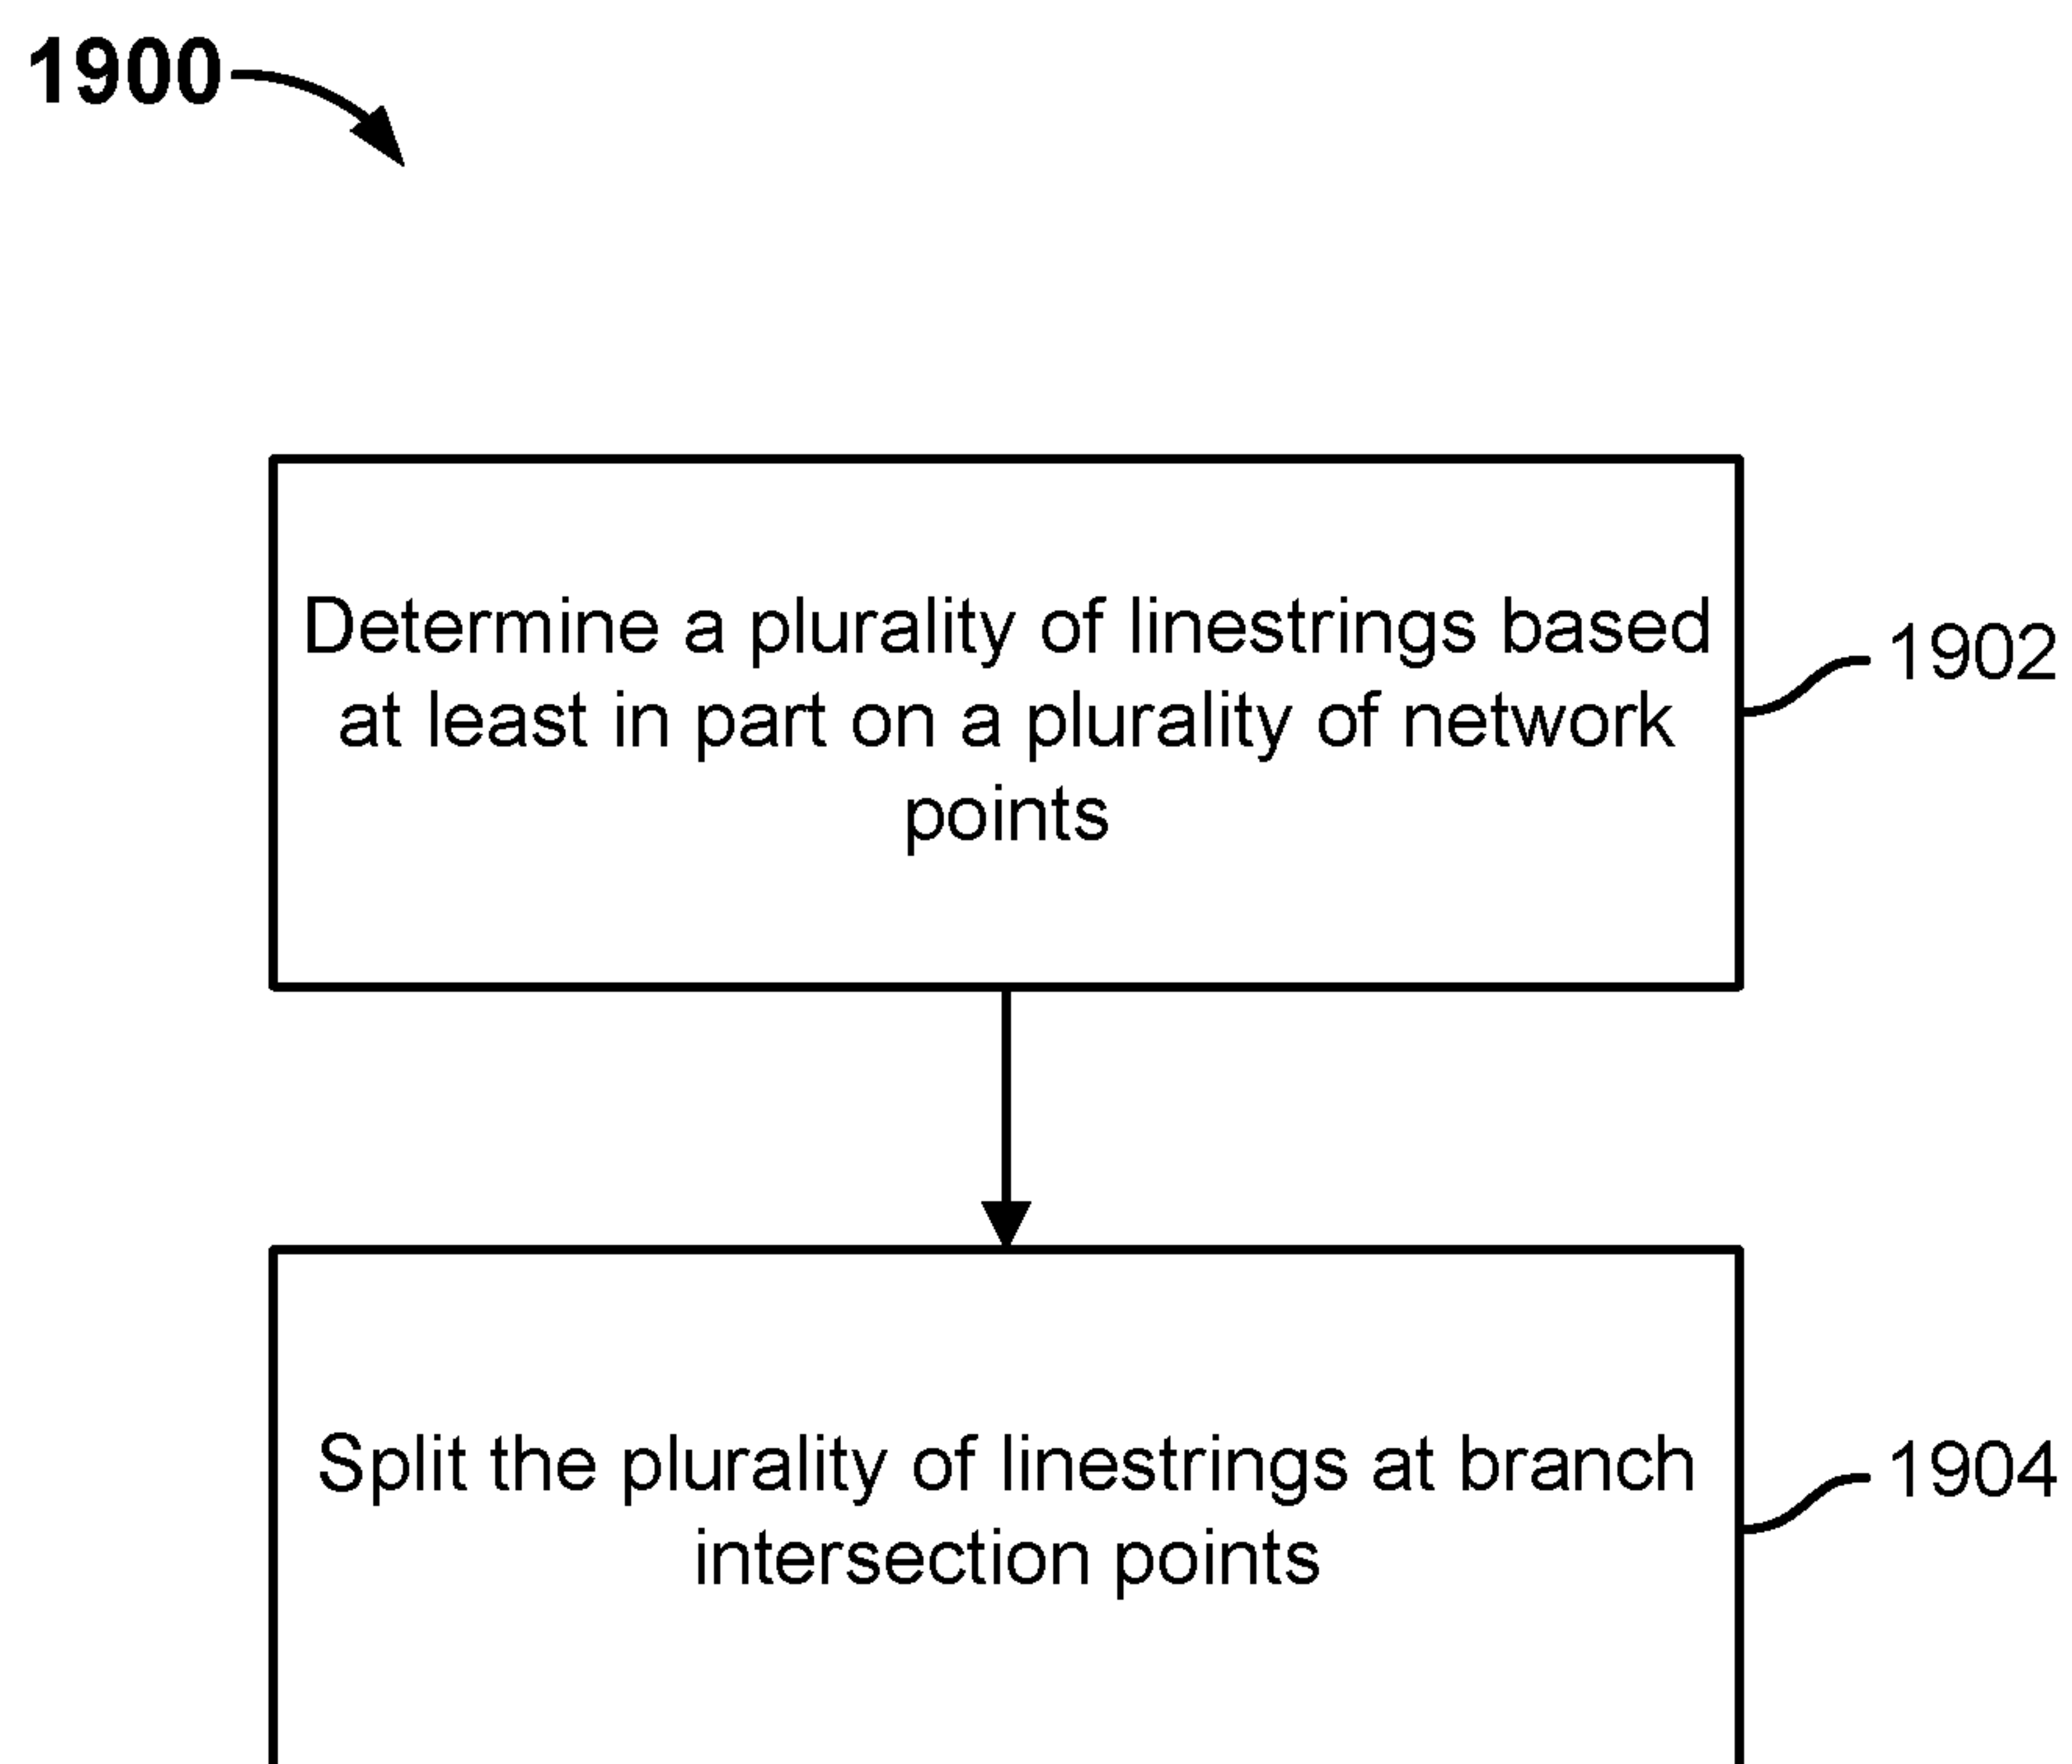 1900
Determine a plurality of linestrings based
at least in part on a plurality of network
points
1902
Split the plurality of linestrings at branch
intersection points
1904